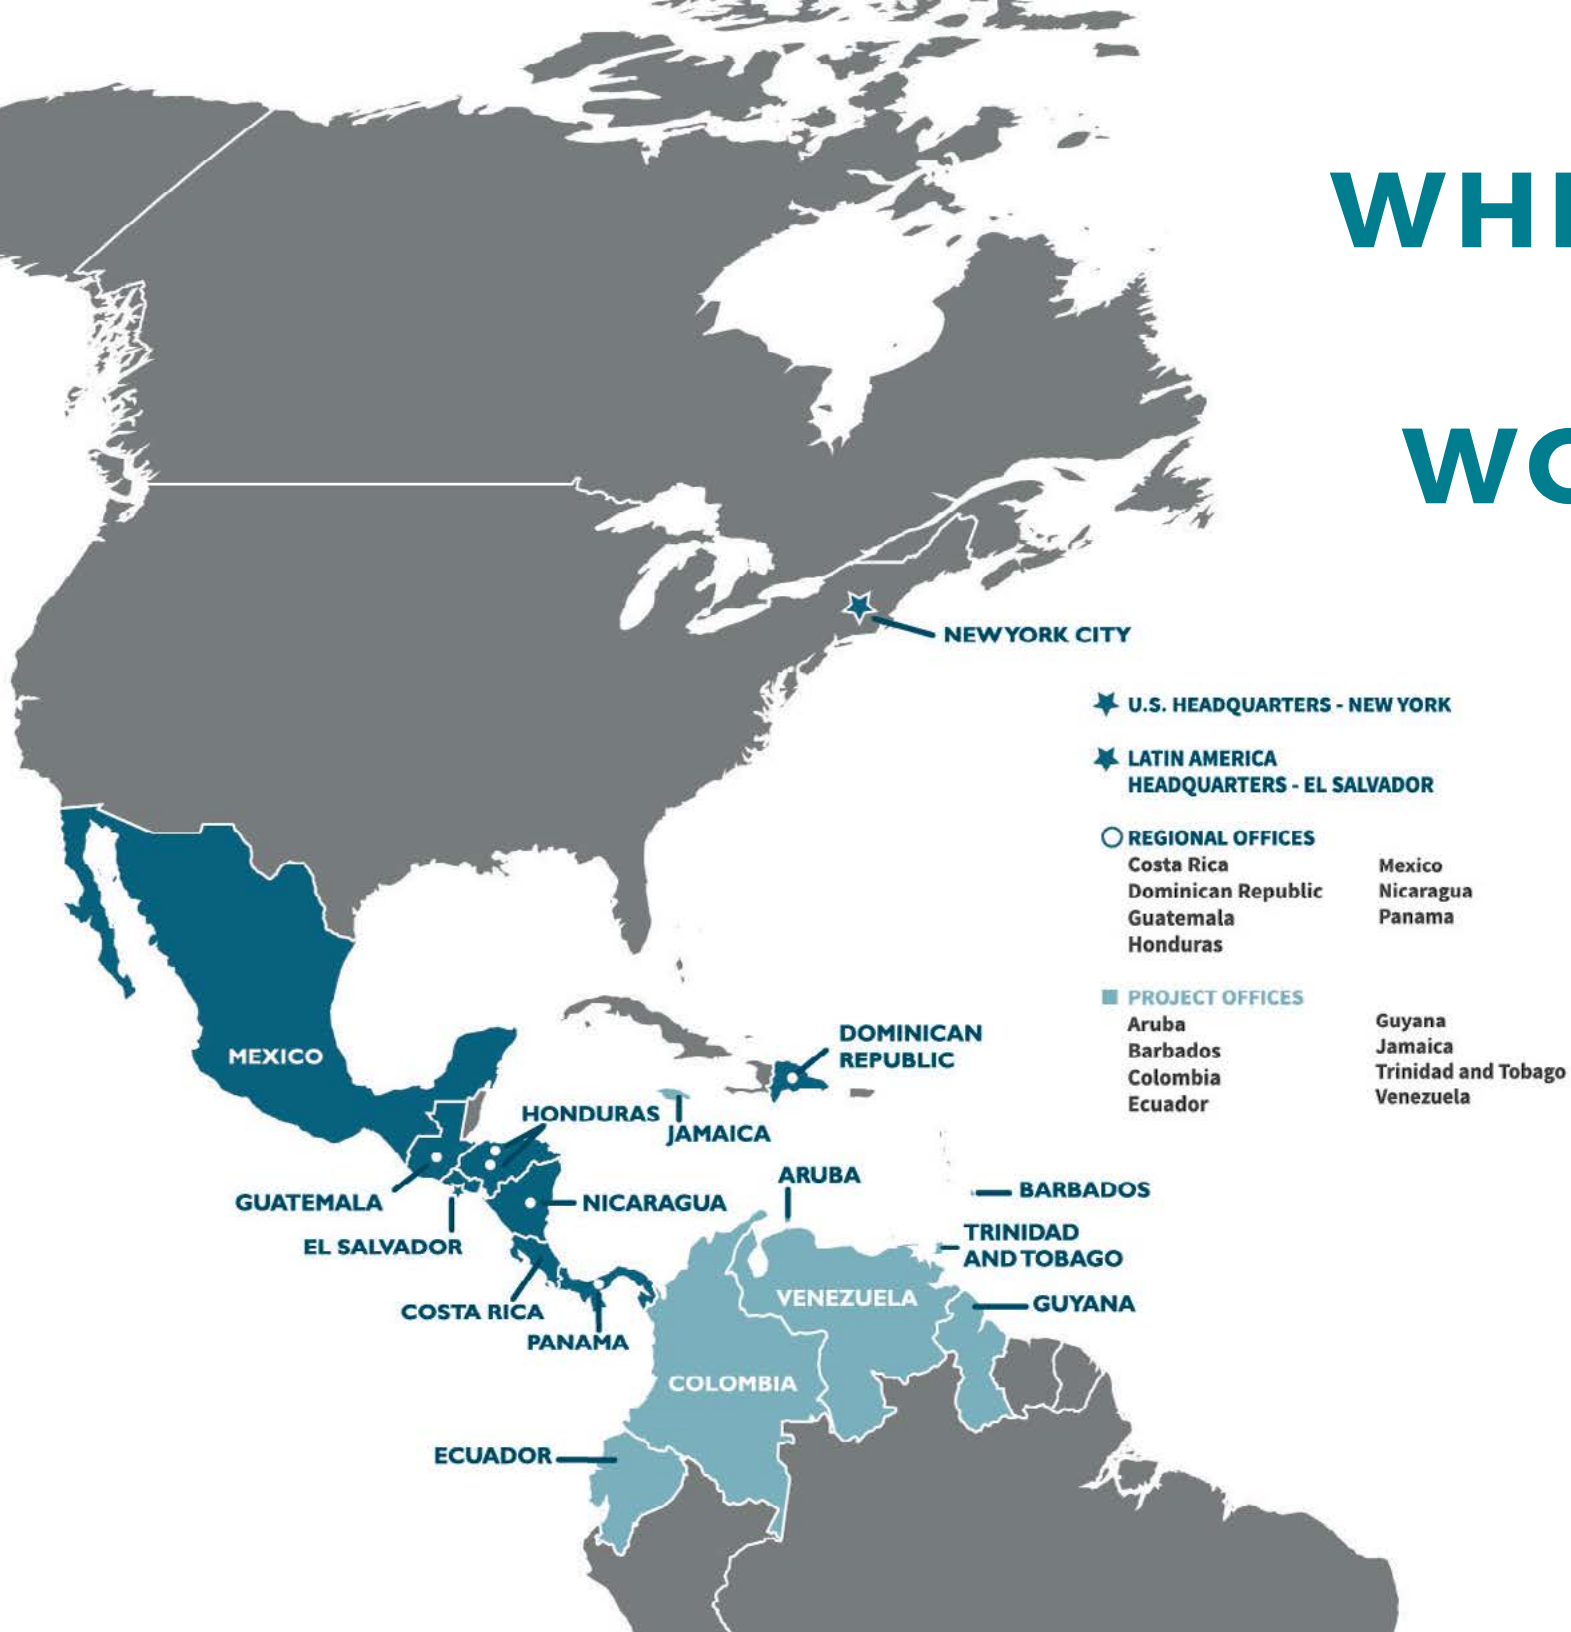 WH
WO
NEW YORK CITY
U.S. HEADQUARTERS - NEW YORK
LATIN AMERICA
HEADQUARTERS - EL SALVADOR
REGIONAL OFFICES
Costa Rica
Dominican Republic
Guatemala
Honduras
Mexico
Nicaragua
Panama
PROJECT OFFICES
Aruba
Barbados
Colombia
Ecuador
Guyana
Jamaica
Trinidad and Tobago
Venezuela
MEXICO
DOMINICAN
REPUBLIC
HONDURAS
JAMAICA
GUATEMALA
NICARAGUA
EL SALVADOR
COSTA RICA
PANAMA
ARUBA
BARBADOS
TRINIDAD
AND TOBAGO
VENEZUELA
GUYANA
COLOMBIA
ECUADOR